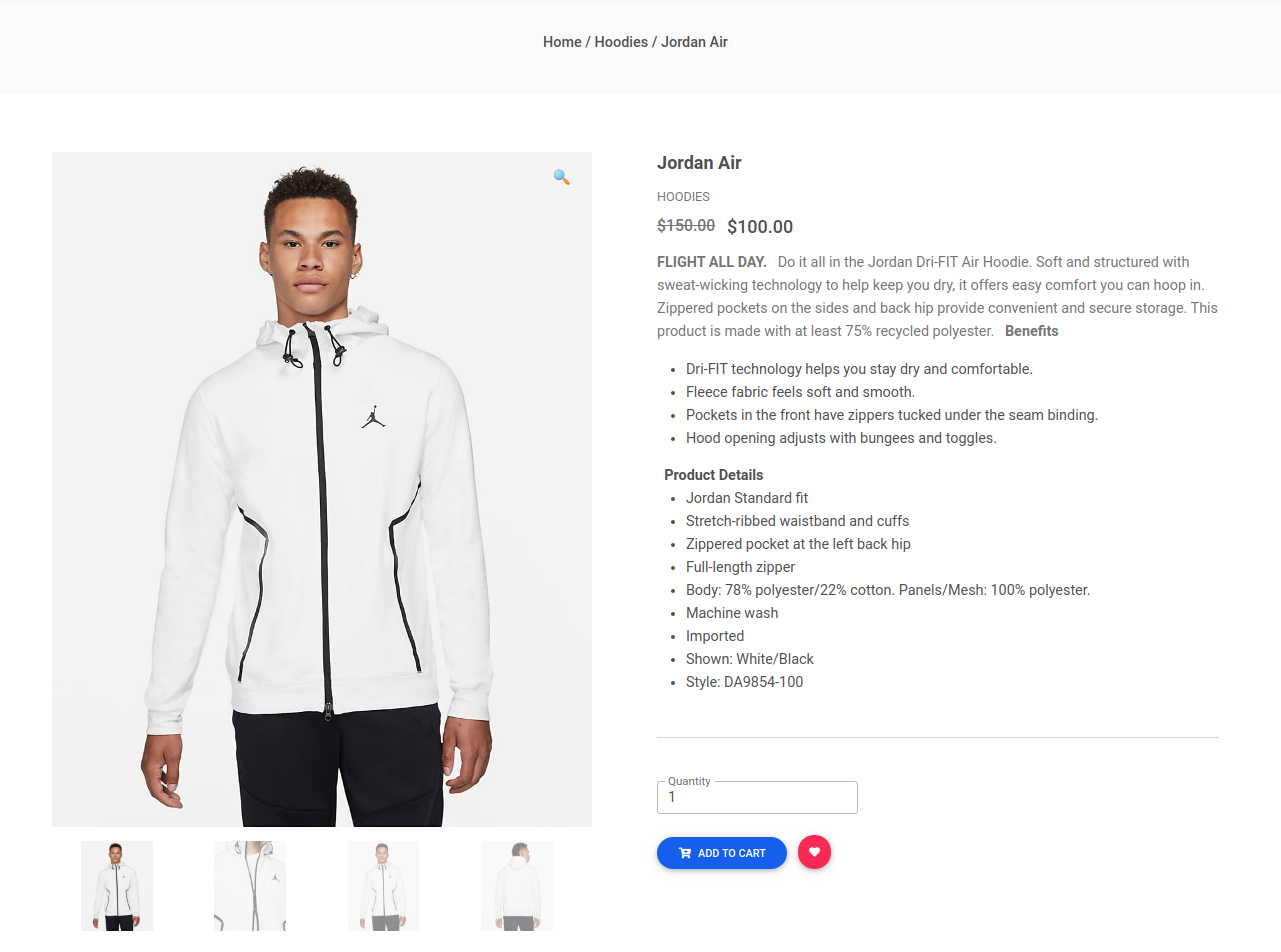 Home / Hoodies / Jordan Air
Jordan Air
HOODIES
$150.00 $100.00
FLIGHT ALL DAY. Do it all in the Jordan Dri-FIT Air Hoodie. Soft and structured with
sweat-wicking technology to help keep you dry, it offers easy comfort you can hoop in.
Zippered pockets on the sides and back hip provide convenient and secure storage. This
product is made with at least 75% recycled polyester. Benefits
• Dri-FIT technology helps you stay dry and comfortable.
• Fleece fabric feels soft and smooth.
• Pockets in the front have zippers tucked under the seam binding.
• Hood opening adjusts with bungees and toggles.
Product Details
• Jordan Standard fit
• Stretch-ribbed waistband and cuffs
• Zippered pocket at the left back hip
• Full-length zipper
• Body: 78% polyester/22% cotton. Panels/Mesh: 100% polyester.
• Machine wash
• Imported
• Shown: White/Black
• Style: DA9854-100
Quantity
1
ADD TO CART